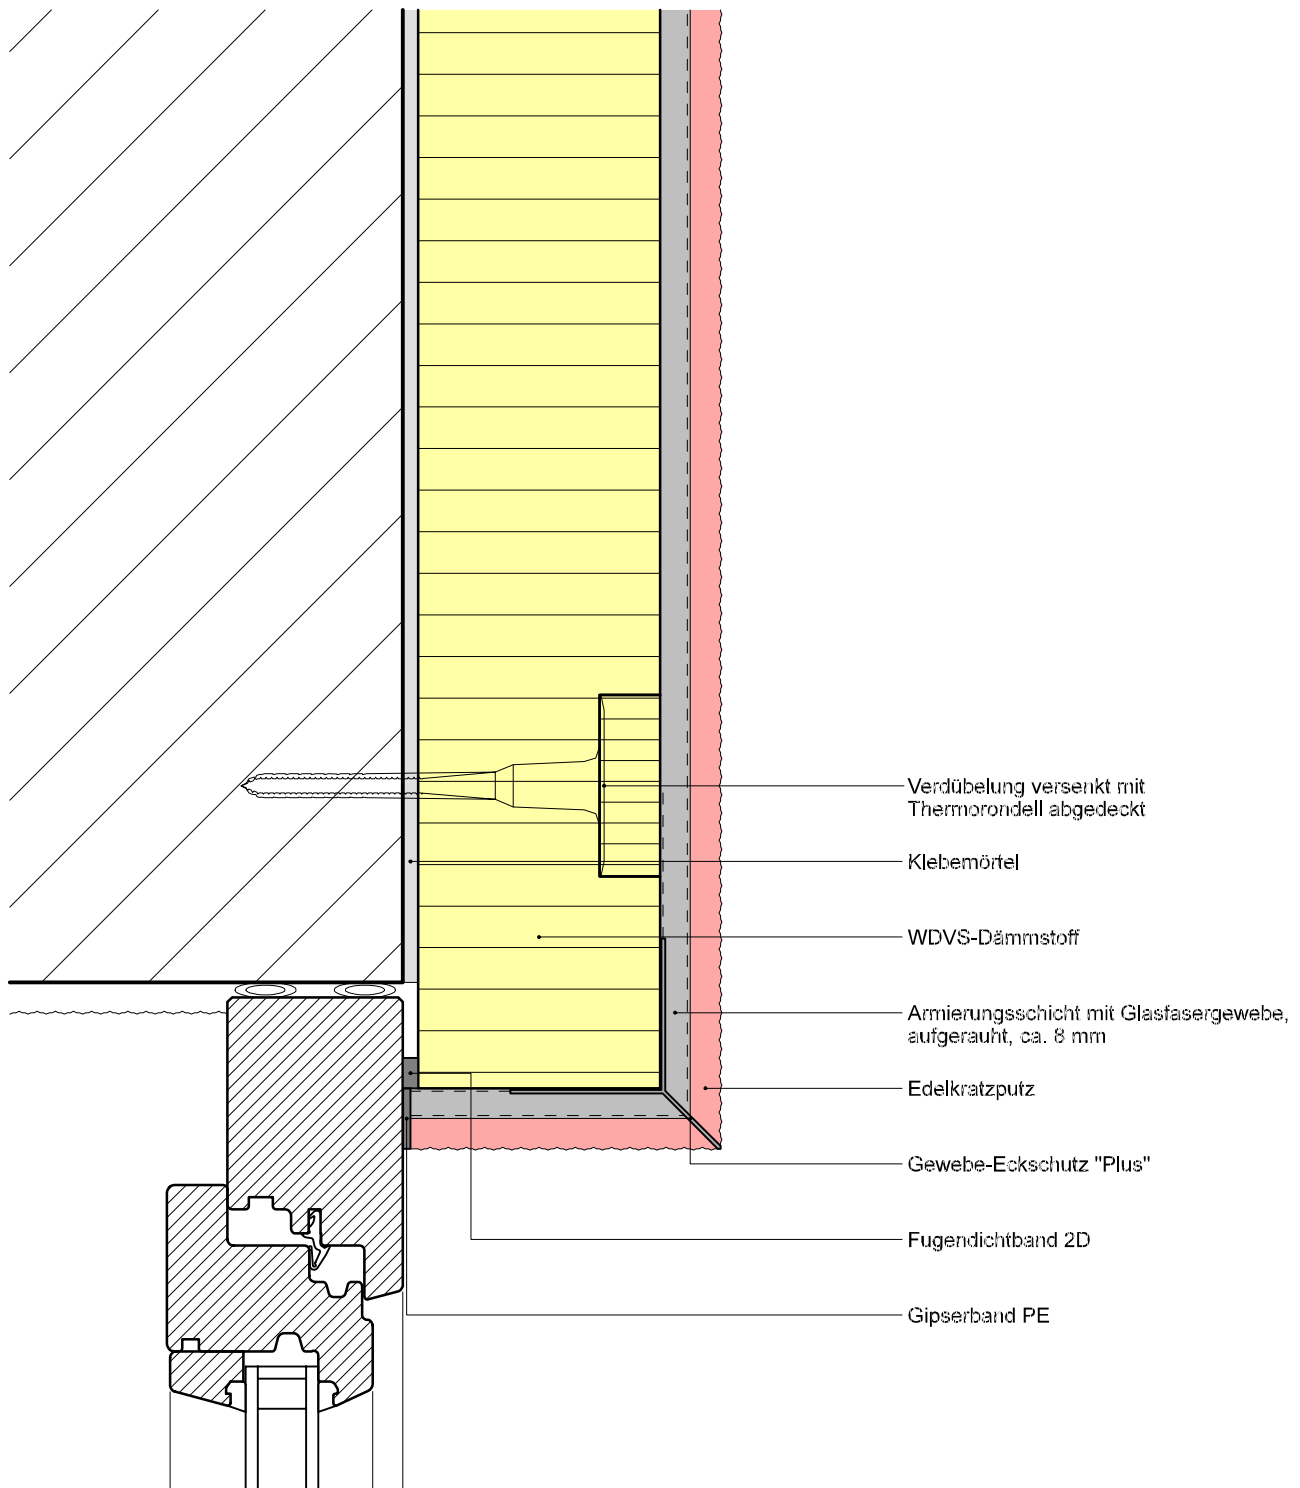 Verdübelung versenkt mit
Thermorondell abgedeckt
Klebemörtel
WDVS-Dämmstoff
Armierungsschicht mit Glasfasergewebe,
aufgerauht, ca. 8 mm
Edelkratzputz
Gewebe-Eckschutz "Plus"
Fugendichtband 2D
Gipserband PE